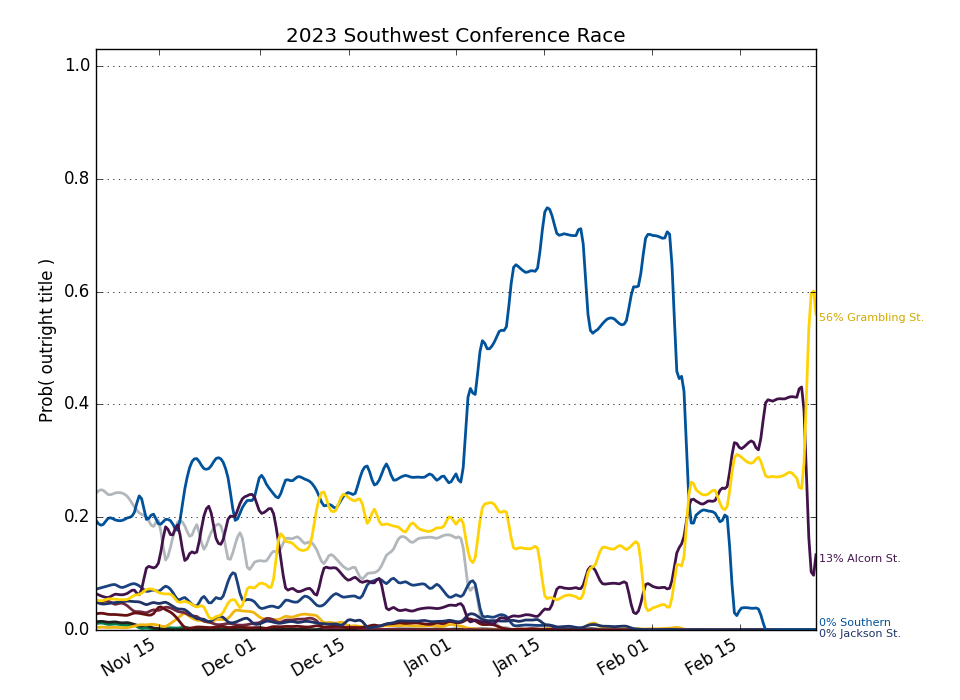 2023 Southwest Conference Race
Prob( outright title )
1.0
0.8
0.6
0.4
0.2
0.0
56% Grambling St.
13% Alcorn St.
0% Southern
0% Jackson St.
Nov 15
Dec 01
Dec 15
Jan 01
Jan 15
Feb 01
Feb 15